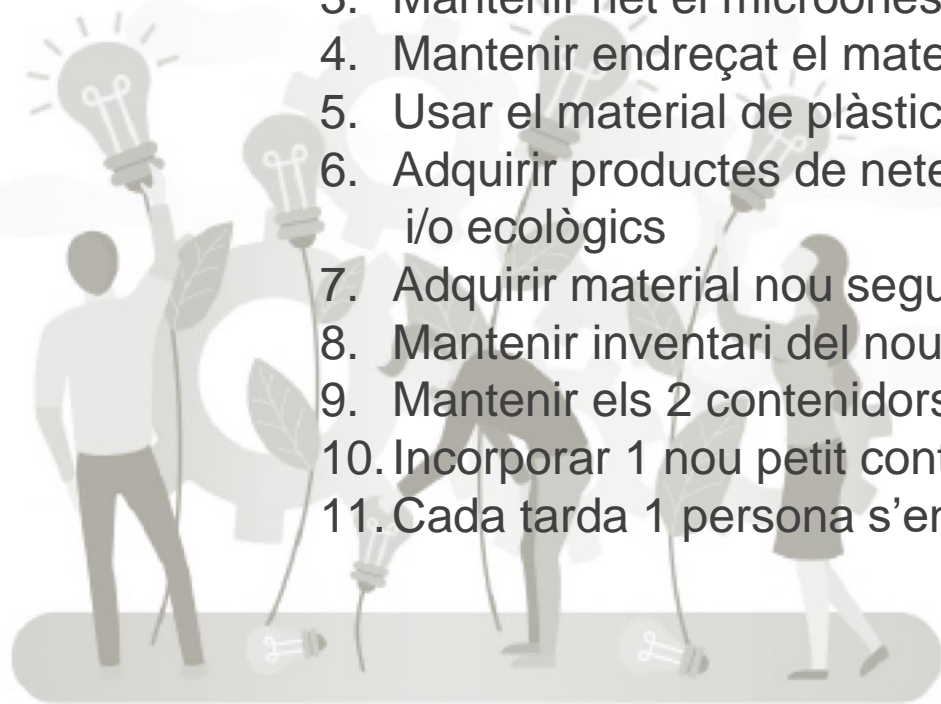 3. Mantenir net el microones
4. Mantenir endreçat el mate
5. Usar el material de plàstic
6. Adquirir productes de nete
i/o ecològics
7. Adquirir material nou segu
8. Mantenir inventari del nou
9. Mantenir els 2 contenidors
10. Incorporar 1 nou petit cont
11. Cada tarda 1 persona s’en